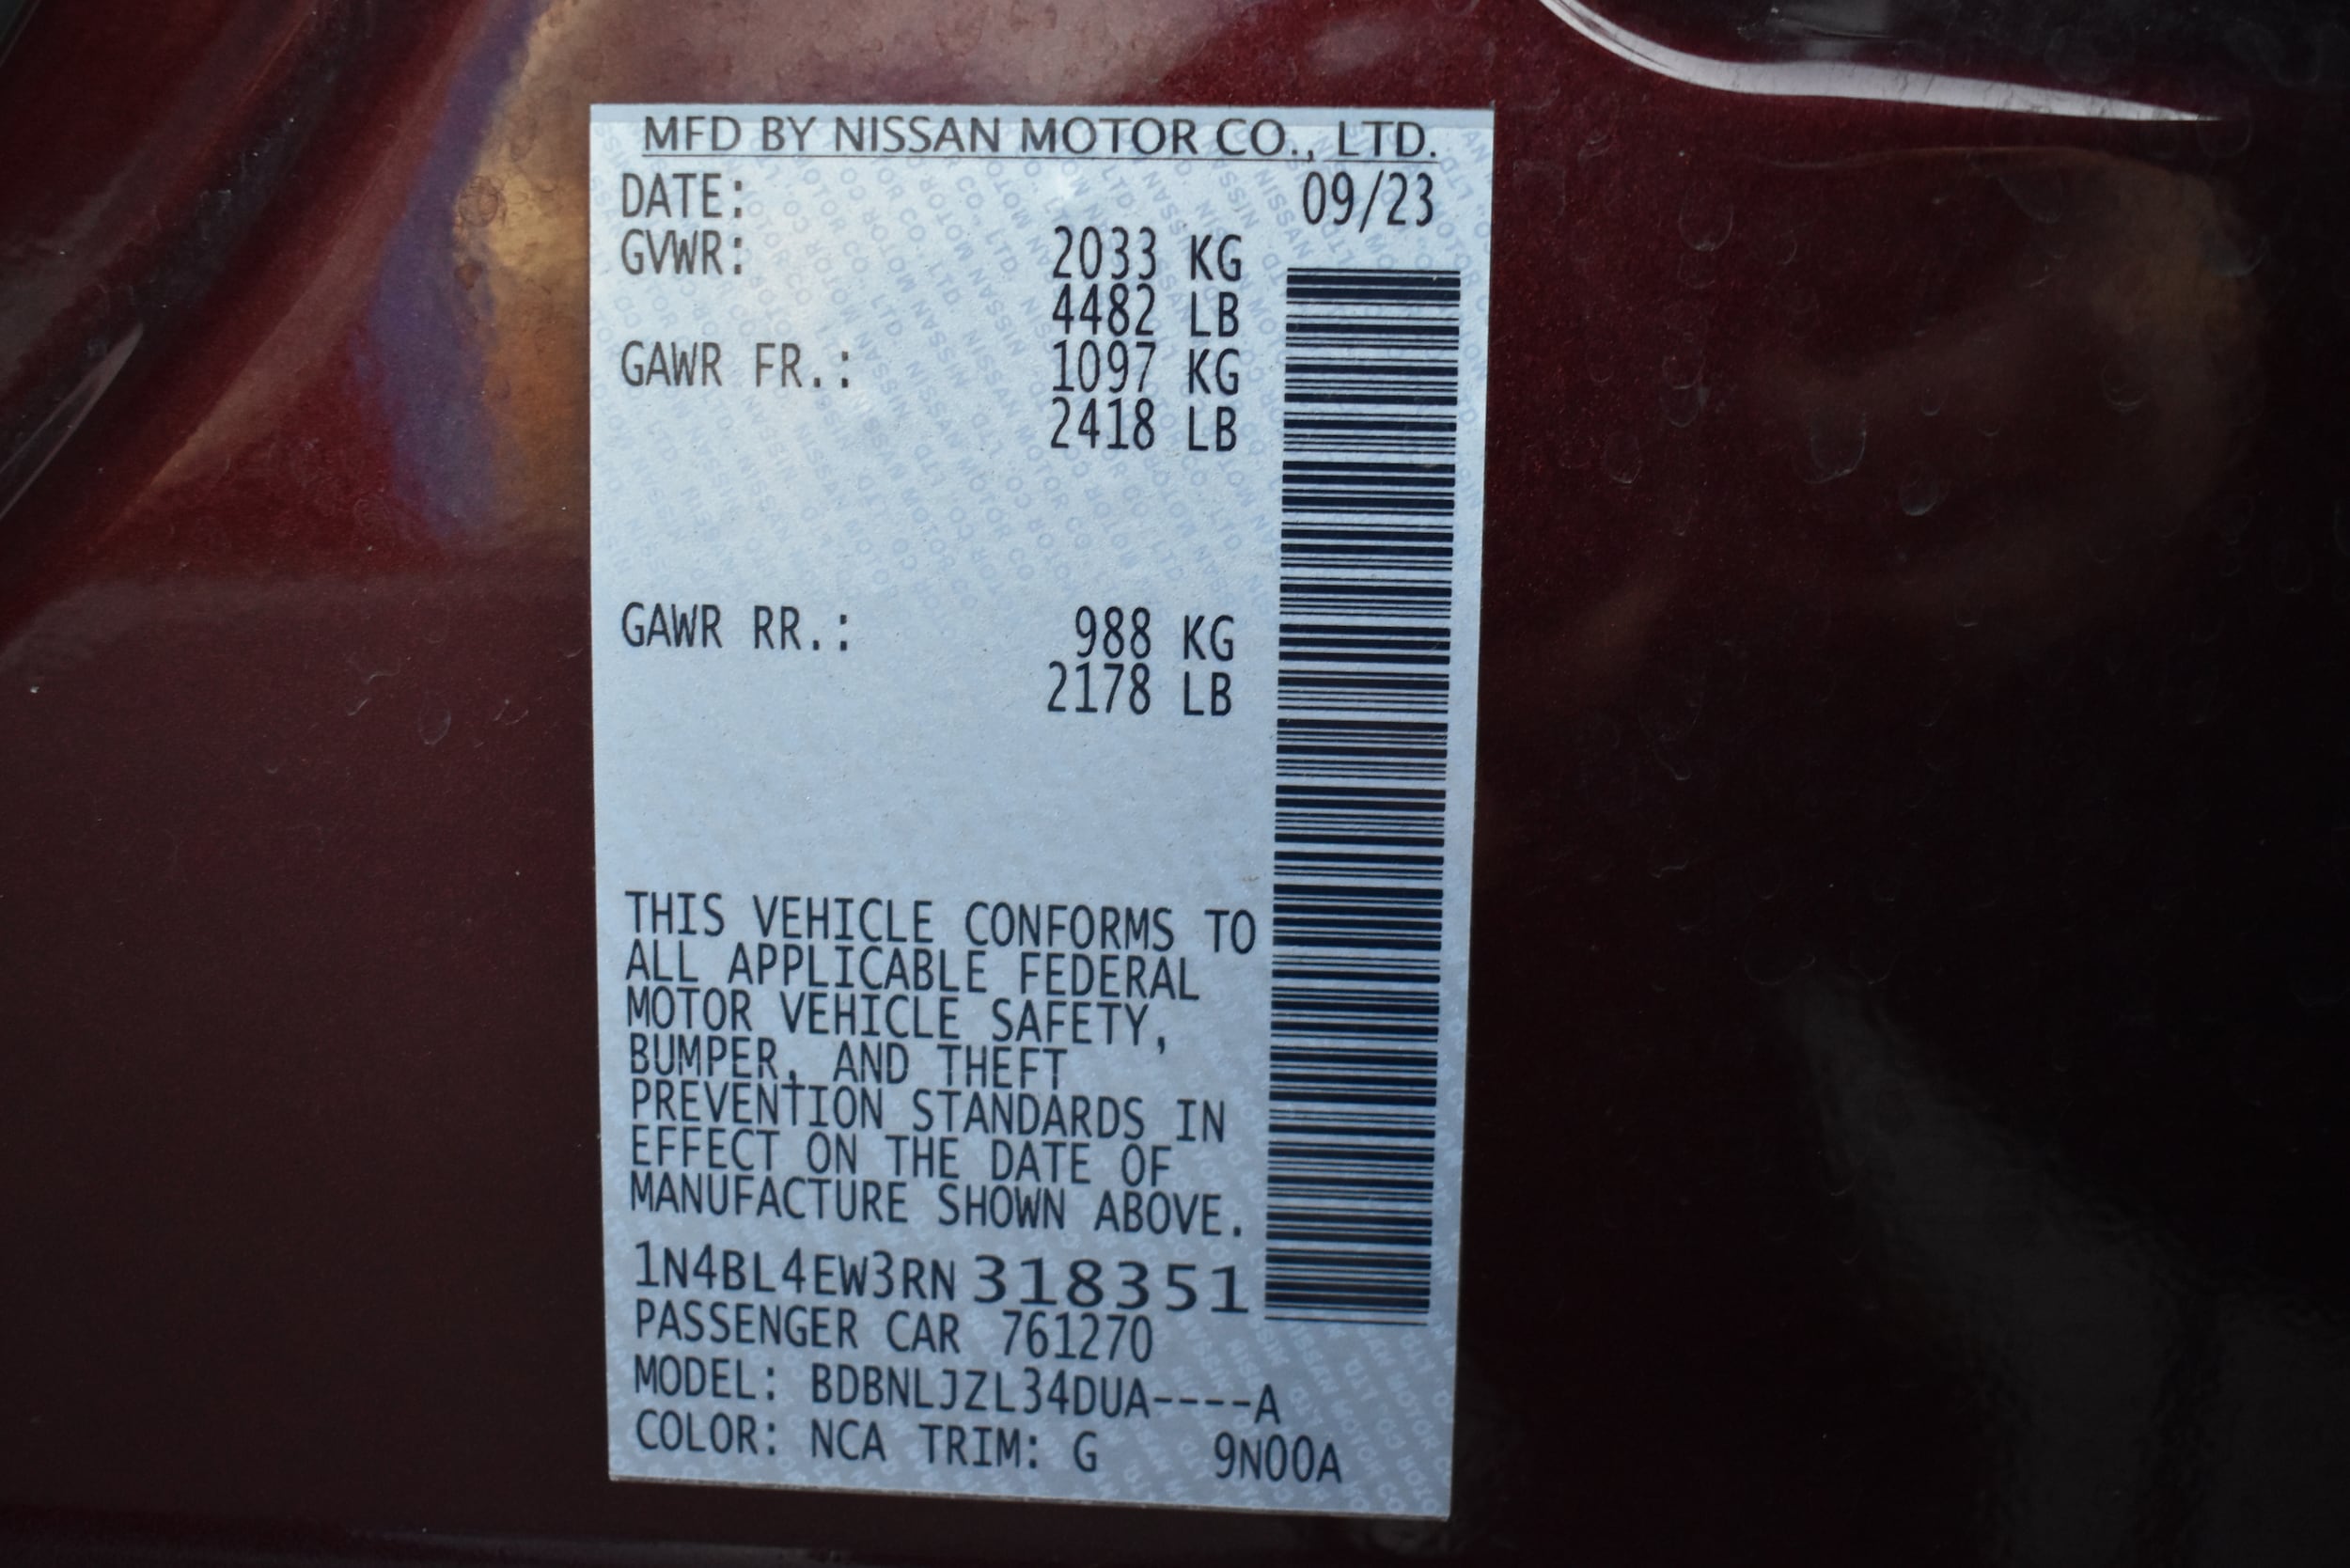 MFD BY NISSAN MOTOR CO., LTD.
DATE: 09/23
GVWR: 2033 KG
4482 LB
GAWR FR.: 1097 KG
2418 LB
GAWR RR.: 988 KG
2178 LB
THIS VEHICLE CONFORMS TO
ALL APPLICABLE FEDERAL
MOTOR VEHICLE SAFETY,
BUMPER, AND THEFT
PREVENTION STANDARDS IN
EFFECT ON THE DATE OF
MANUFACTURE SHOWN ABOVE.
1N4BL4EW3RN318351
PASSENGER CAR 761270
MODEL: BDBNLJZL34DUA----A
COLOR: NCA TRIM: G 9N00A